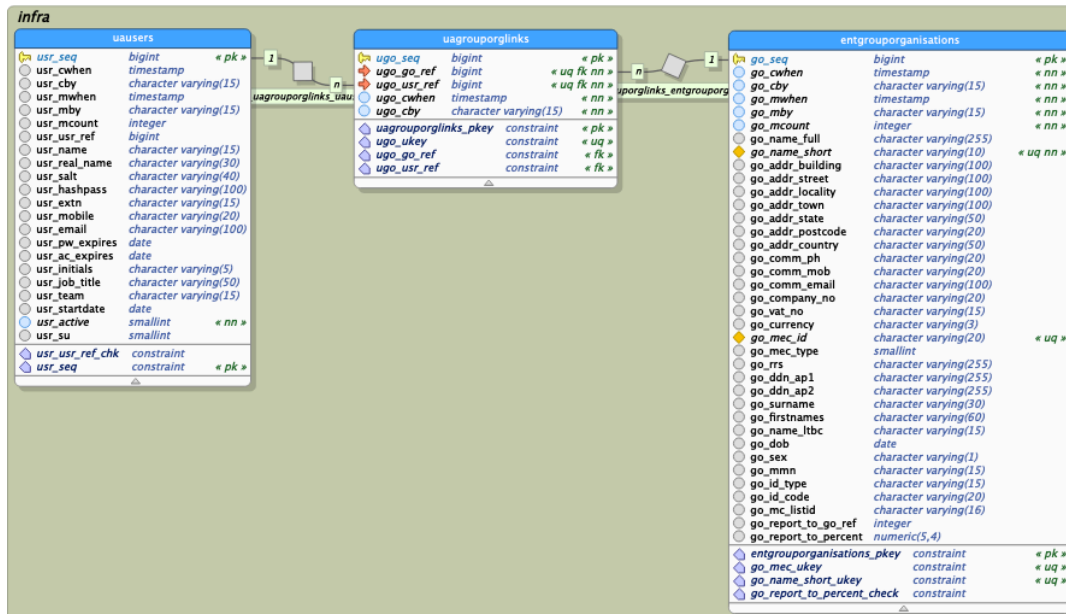 infra
uausers
usr_seq bigint « pk »
usr_cwhen timestamp
usr_cby character varying(15)
usr_mwhen timestamp
usr_mby character varying(15)
usr_mcount integer
usr_usr_ref bigint
usr_name character varying(15)
usr_real_name character varying(30)
usr_salt character varying(40)
usr_hashpass character varying(100)
usr_extn character varying(15)
usr_mobile character varying(20)
usr_email character varying(100)
usr_pw_expires date
usr_ac_expires date
usr_initials character varying(5)
usr_job_title character varying(50)
usr_team character varying(15)
usr_startdate date
usr_active smallint « nn »
usr_su smallint
usr_usr_ref_chk constraint
usr_seq constraint « pk »
1
n
uagrouporglinks_uaus
uagrouporglinks
ugo_seq bigint « pk »
ugo_go_ref bigint « uq fk nn »
ugo_usr_ref bigint « uq fk nn »
ugo_cwhen timestamp « nn »
ugo_cby character varying(15) « nn »
uagrouporglinks_pkey constraint « pk »
ugo_ukey constraint « uq »
ugo_go_ref constraint « fk »
ugo_usr_ref constraint « fk »
n
1
uporglinks_entgrouporg
entgrouporganisations
go_seq bigint « pk »
go_cwhen timestamp « nn »
go_cby character varying(15) « nn »
go_mwhen timestamp « nn »
go_mby character varying(15) « nn »
go_mcount integer « nn »
go_name_full character varying(255)
go_name_short character varying(10) « uq nn »
go_addr_building character varying(100)
go_addr_street character varying(100)
go_addr_locality character varying(100)
go_addr_town character varying(100)
go_addr_state character varying(50)
go_addr_postcode character varying(20)
go_addr_country character varying(50)
go_comm_ph character varying(20)
go_comm_mob character varying(20)
go_comm_email character varying(100)
go_company_no character varying(20)
go_vat_no character varying(15)
go_currency character varying(3)
go_mec_id character varying(20) « uq »
go_mec_type smallint
go_rrs character varying(255)
go_ddn_ap1 character varying(255)
go_ddn_ap2 character varying(255)
go_surname character varying(30)
go_firstnames character varying(60)
go_name_ltbc character varying(15)
go_dob date
go_sex character varying(1)
go_mmn character varying(15)
go_id_type character varying(15)
go_id_code character varying(20)
go_mc_listid character varying(16)
go_report_to_go_ref integer
go_report_to_percent numeric(5,4)
entgrouporganisations_pkey constraint « pk »
go_mec_ukey constraint « uq »
go_name_short_ukey constraint « uq »
go_report_to_percent_check constraint